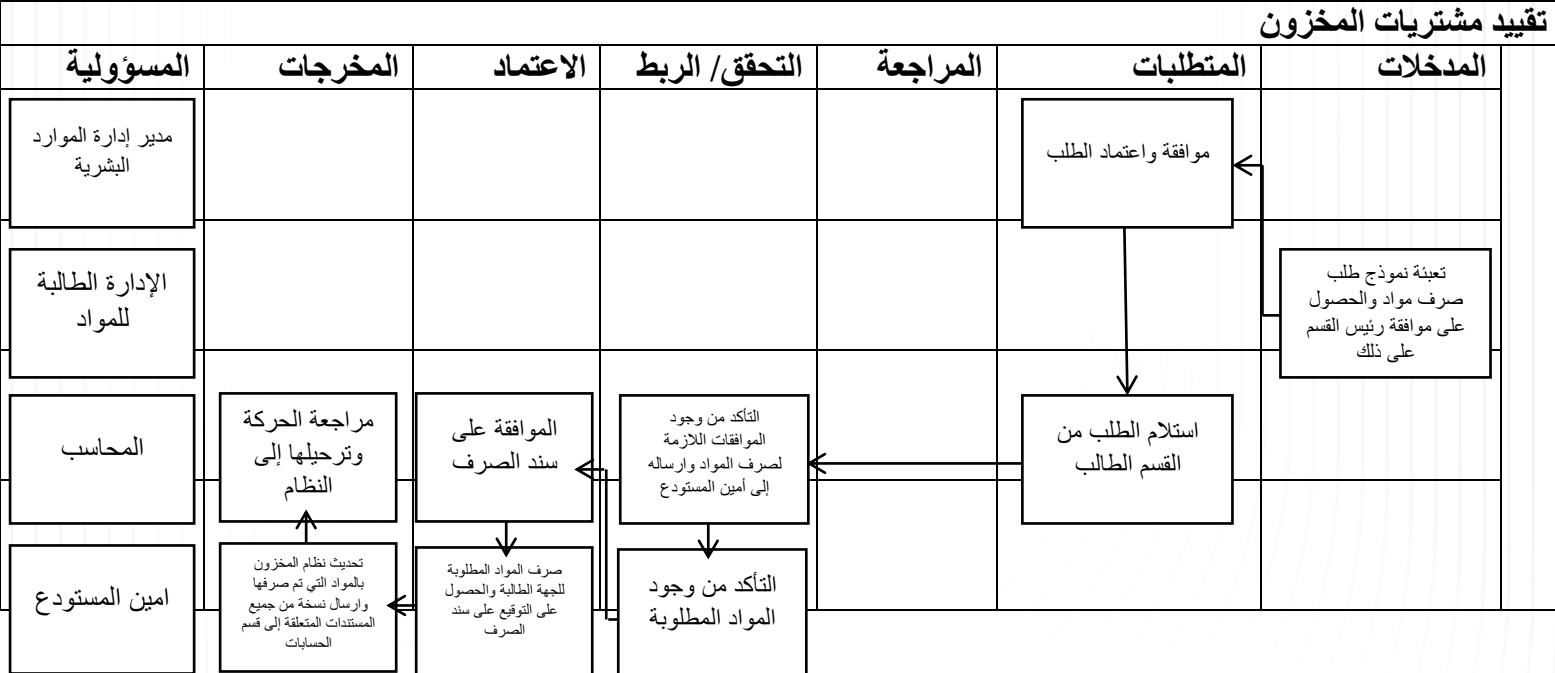 تقييد مشتريات المخزون
المدخلات
المتطلبات
المراجعة
التحقق/ الربط
الاعتماد
المخرجات
المسؤولية
موافقة واعتماد الطلب
مدير إدارة الموارد
البشرية
تعبئة نموذج طلب
صرف مواد والحصول
على موافقة رئيس القسم
على ذلك
الإدارة الطالبة
للمواد
استلام الطلب من
القسم الطالب
التأكد من وجود
الموافقات اللازمة
لصرف المواد وارساله
إلى أمين المستودع
الموافقة على
سند الصرف
مراجعة الحركة
وترحيلها إلى
النظام
المحاسب
التأكد من وجود
المواد المطلوبة
صرف المواد المطلوبة
للجهة الطالبة والحصول
على التوقيع على سند
الصرف
تحديث نظام المخزون
بالمواد التي تم صرفها
وارسال نسخة من جميع
المستندات المتعلقة إلى قسم
الحسابات
امين المستودع